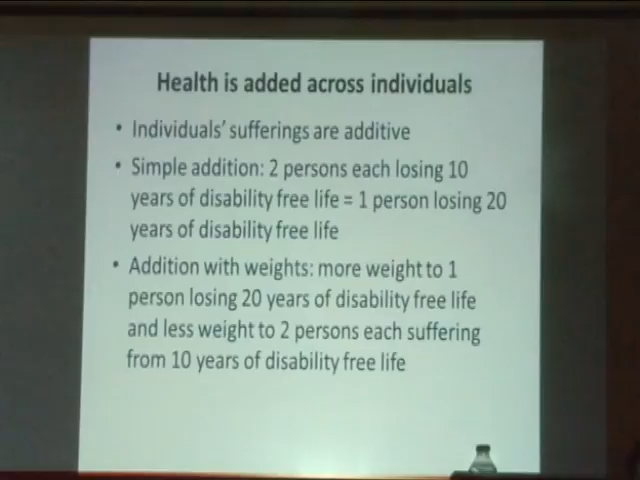 Health is added across individuals
• Individuals' sufferings are additive
• Simple addition: 2 persons each losing 10
years of disability free life = 1 person losing 20
years of disability free life
• Addition with weights: more weight to 1
person losing 20 years of disability free life
and less weight to 2 persons each suffering
from 10 years of disability free life